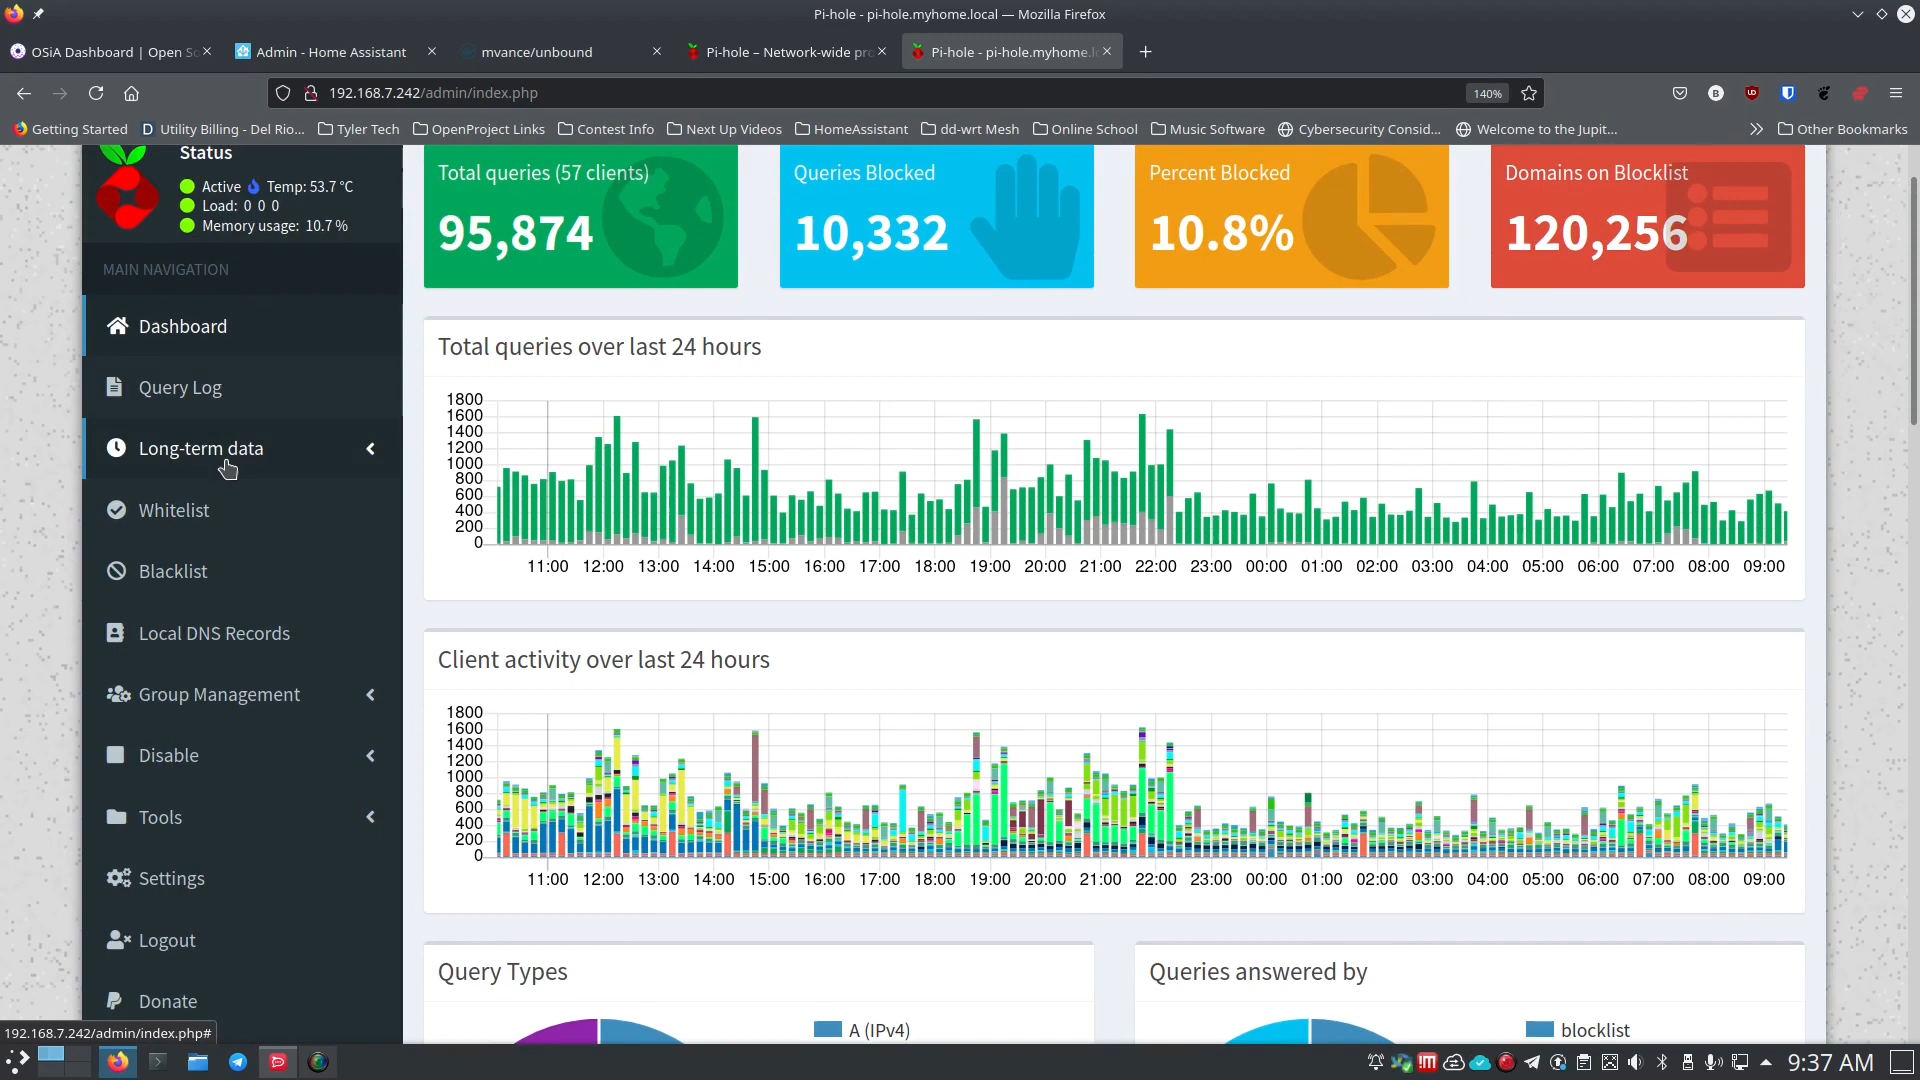 Pi-hole - pi-hole.myhome.local — Mozilla Firefox
OSiA Dashboard | Open So
Admin - Home Assistant
mvance/unbound
Pi-hole – Network-wide pro
Pi-hole - pi-hole.myhome.lo
192.168.7.242/admin/index.php
140%
Getting Started
Utility Billing - Del Rio...
Tyler Tech
OpenProject Links
Contest Info
Next Up Videos
HomeAssistant
dd-wrt Mesh
Online School
Music Software
Cybersecurity Consid...
Welcome to the Jupit...
Other Bookmarks
Status
Active Temp: 53.7 °C
Load: 0 0 0
Memory usage: 10.7 %
MAIN NAVIGATION
Dashboard
Query Log
Long-term data
Whitelist
Blacklist
Local DNS Records
Group Management
Disable
Tools
Settings
Logout
Donate
192.168.7.242/admin/index.php#
Total queries (57 clients)
95,874
Queries Blocked
10,332
Percent Blocked
10.8%
Domains on Blocklist
120,256
Total queries over last 24 hours
1800
1600
1400
1200
1000
800
600
400
200
0
11:00 12:00 13:00 14:00 15:00 16:00 17:00 18:00 19:00 20:00 21:00 22:00 23:00 00:00 01:00 02:00 03:00 04:00 05:00 06:00 07:00 08:00 09:00
Client activity over last 24 hours
1800
1600
1400
1200
1000
800
600
400
200
0
11:00 12:00 13:00 14:00 15:00 16:00 17:00 18:00 19:00 20:00 21:00 22:00 23:00 00:00 01:00 02:00 03:00 04:00 05:00 06:00 07:00 08:00 09:00
Query Types
A (IPv4)
Queries answered by
blocklist
9:37 AM